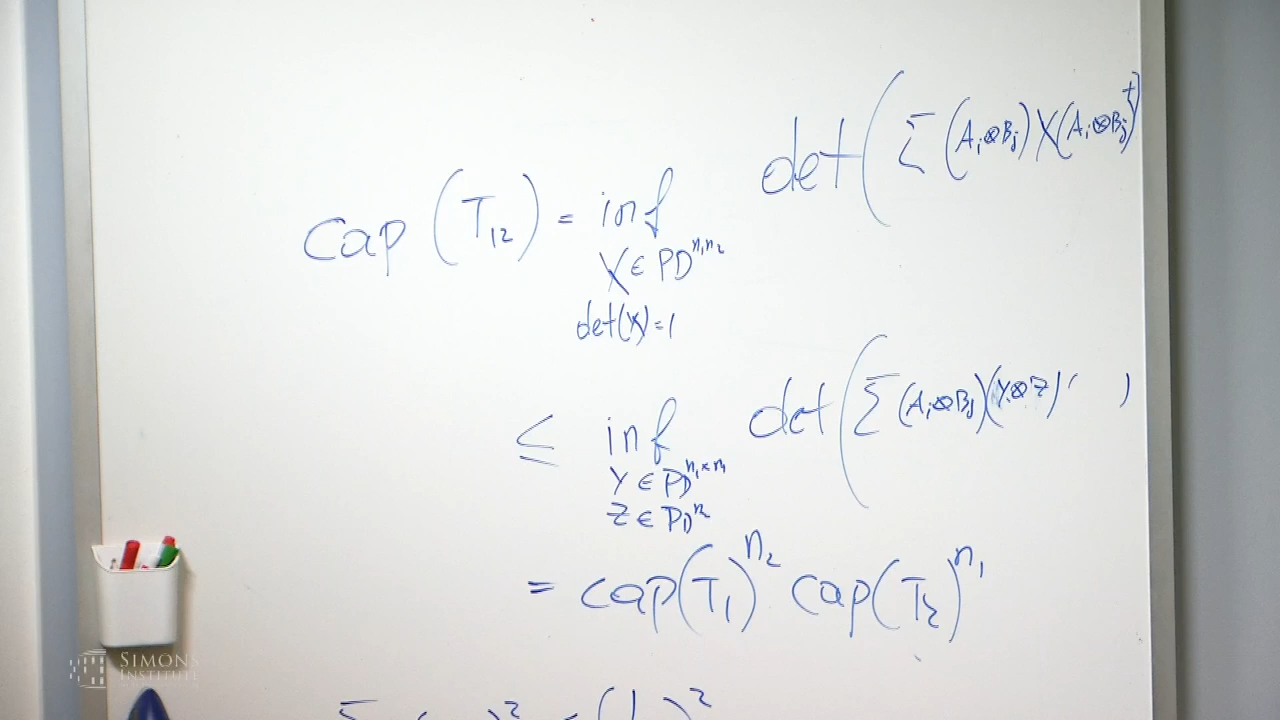 cap (T₁₂) = inf det( Σ (Aᵢ⊗Bⱼ) X (Aᵢ⊗Bⱼ)†
X ∈ PD^{n₁n₂}
det(X)=1
≤ inf det( Σ (Aᵢ⊗Bⱼ)(Y⊗Z)( )
Y ∈ PD^{n₁×n₁}
Z ∈ PD^{n₂}
= cap(T₁)^{n₂} cap(T₂)^{n₁}
SIMONS
INSTITUTE